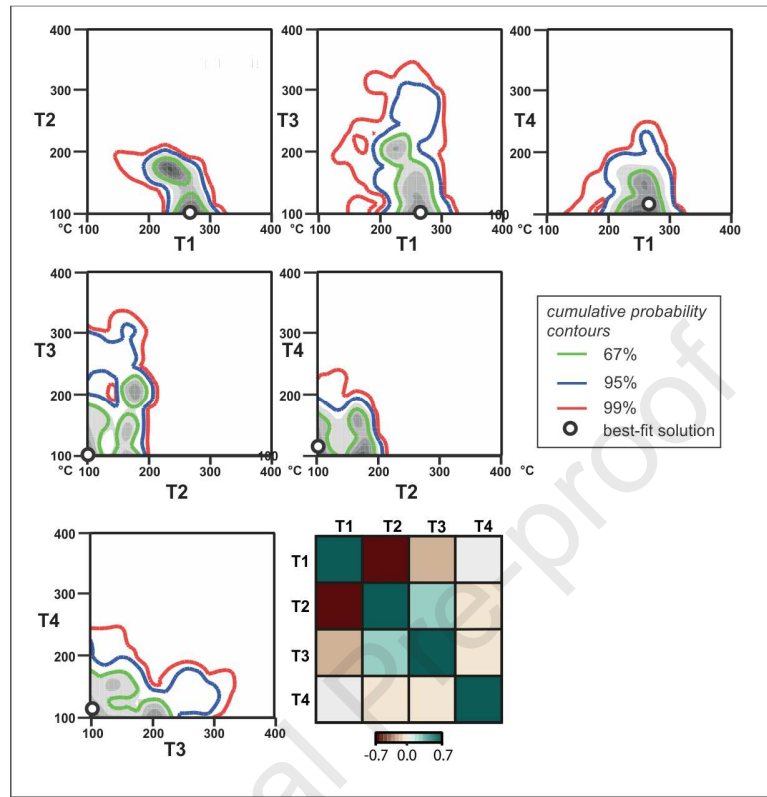 400 400 400
300 300 300
T2 T3 T4
200 200 200
100 100 100 100
°C 100 200 300 400 °C 100 200 300 400 °C 100 200 300 400
T1 T1 T1
400 400
300 300
T3 T4
200 200
100 100 100
°C 100 200 300 400 °C 100 200 300 400 °C
T2 T2
cumulative probability
contours
67%
95%
99%
best-fit solution
400
300
T4
200
100
100 200 300 400
T3
T1 T2 T3 T4
T1
T2
T3
T4
-0.7 0.0 0.7
al Pre-proof